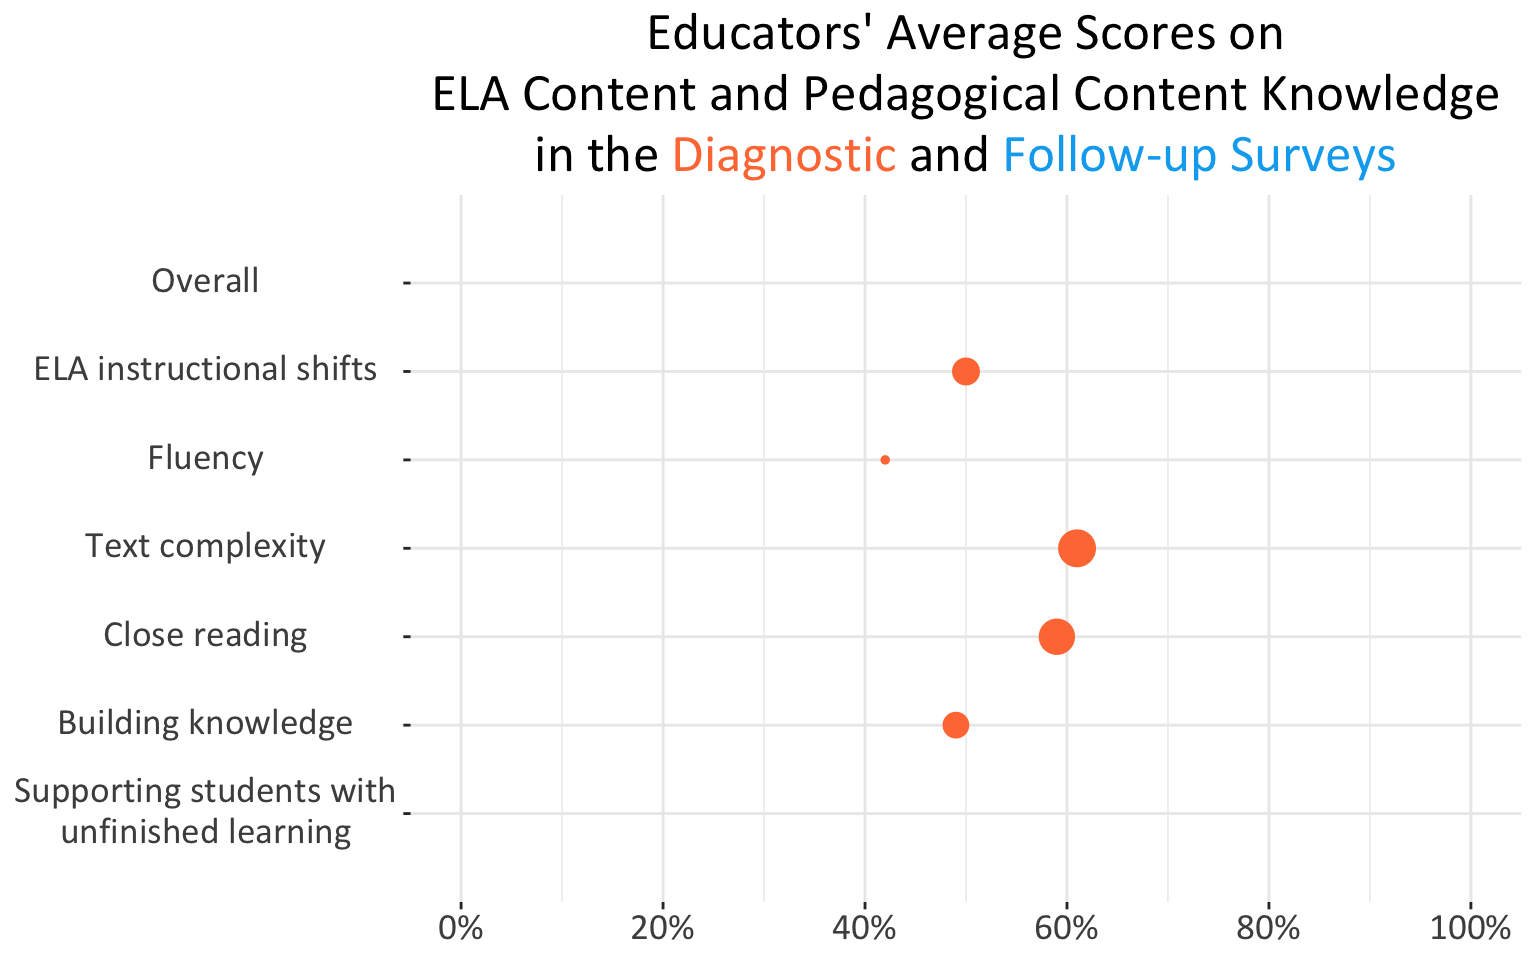 Educators' Average Scores on
ELA Content and Pedagogical Content Knowledge
in the Diagnostic and Follow-up Surveys
Overall
ELA instructional shifts
Fluency
Text complexity
Close reading
Building knowledge
Supporting students with
unfinished learning
0% 20% 40% 60% 80% 100%